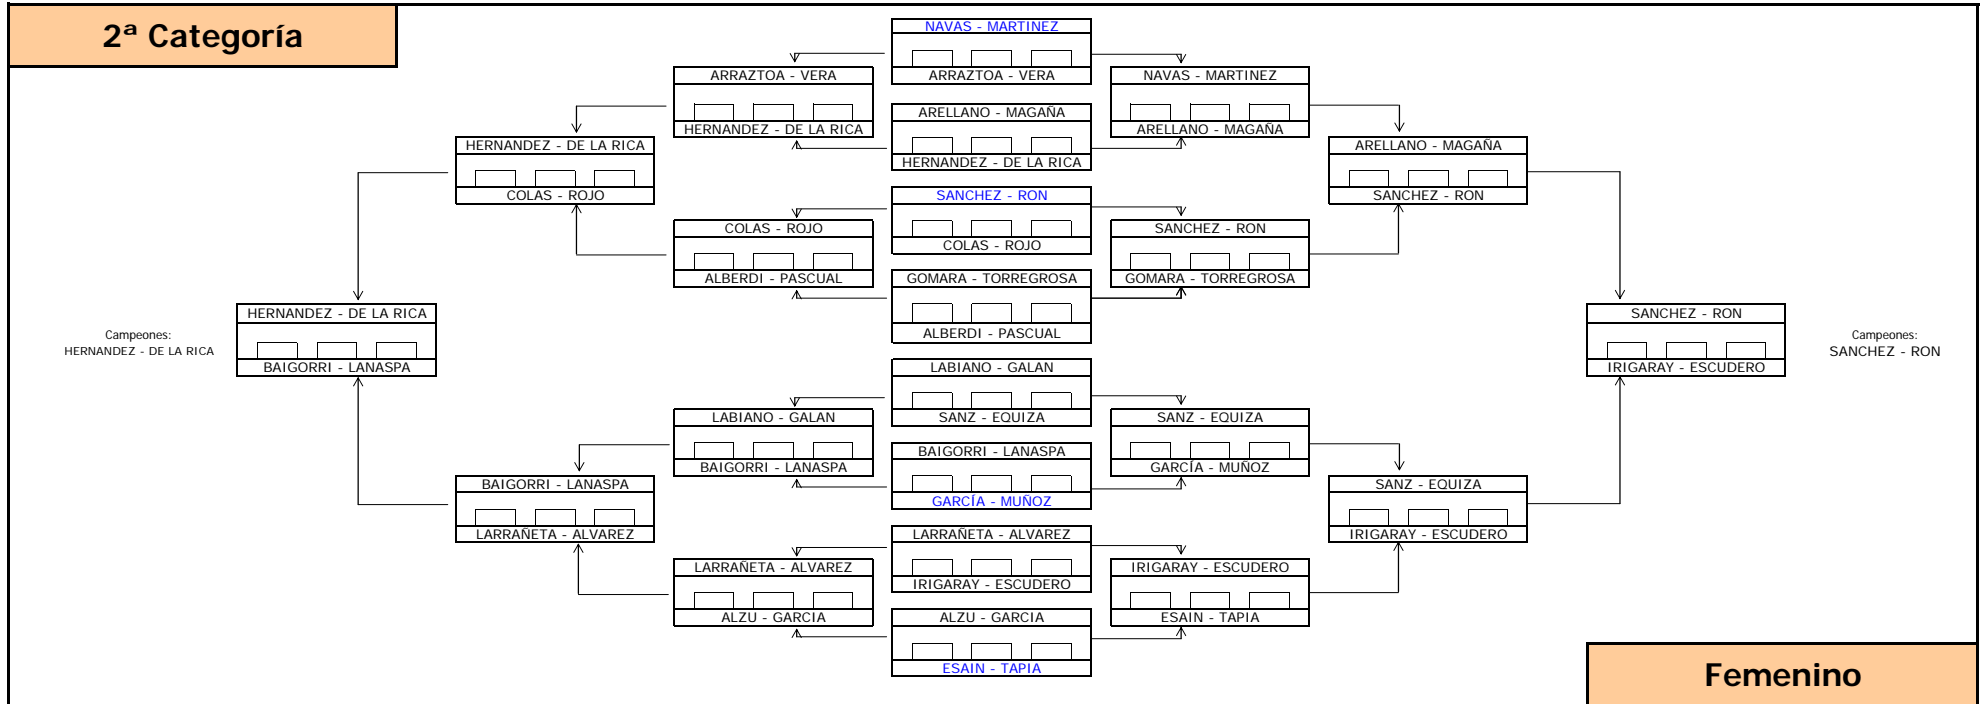 2ª Categoría
NAVAS - MARTINEZ
ARRAZTOA - VERA
ARELLANO - MAGAÑA
HERNANDEZ - DE LA RICA
SANCHEZ - RON
COLAS - ROJO
GOMARA - TORREGROSA
ALBERDI - PASCUAL
LABIANO - GALAN
SANZ - EQUIZA
BAIGORRI - LANASPA
GARCÍA - MUÑOZ
LARRAÑETA - ALVAREZ
IRIGARAY - ESCUDERO
ALZU - GARCIA
ESAIN - TAPIA
ARRAZTOA - VERA
HERNANDEZ - DE LA RICA
COLAS - ROJO
ALBERDI - PASCUAL
LABIANO - GALAN
BAIGORRI - LANASPA
LARRAÑETA - ALVAREZ
ALZU - GARCIA
HERNANDEZ - DE LA RICA
COLAS - ROJO
BAIGORRI - LANASPA
LARRAÑETA - ALVAREZ
HERNANDEZ - DE LA RICA
BAIGORRI - LANASPA
Campeones:
HERNANDEZ - DE LA RICA
NAVAS - MARTINEZ
ARELLANO - MAGAÑA
SANCHEZ - RON
GOMARA - TORREGROSA
SANZ - EQUIZA
GARCÍA - MUÑOZ
IRIGARAY - ESCUDERO
ESAIN - TAPIA
ARELLANO - MAGAÑA
SANCHEZ - RON
SANZ - EQUIZA
IRIGARAY - ESCUDERO
SANCHEZ - RON
IRIGARAY - ESCUDERO
Campeones:
SANCHEZ - RON
Femenino